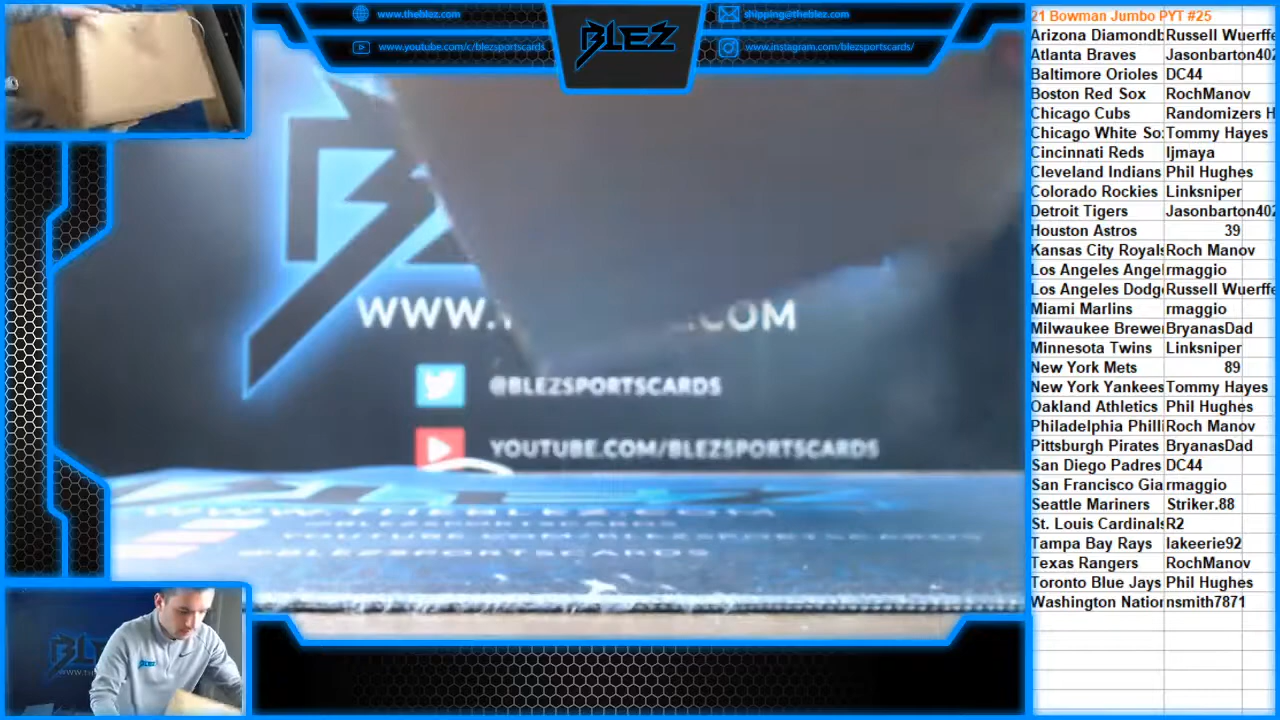 www.theblez.com
shipping@theblez.com
www.youtube.com/c/blezsportscards
BLEZ
www.instagram.com/blezsportscards/
WWW. .COM
@BLEZSPORTSCARDS
YOUTUBE.COM/BLEZSPORTSCARDS
@BLEZSPORTSCARDS
BLEZ
21 Bowman Jumbo PYT #25
Arizona Diamondb Russell Wuerffe
Atlanta Braves Jasonbarton402
Baltimore Orioles DC44
Boston Red Sox RochManov
Chicago Cubs Randomizers H
Chicago White So: Tommy Hayes
Cincinnati Reds Ijmaya
Cleveland Indians Phil Hughes
Colorado Rockies Linksniper
Detroit Tigers Jasonbarton402
Houston Astros 39
Kansas City Royals Roch Manov
Los Angeles Angel rmaggio
Los Angeles Dodge Russell Wuerffe
Miami Marlins rmaggio
Milwaukee Brewer BryanasDad
Minnesota Twins Linksniper
New York Mets 89
New York Yankees Tommy Hayes
Oakland Athletics Phil Hughes
Philadelphia Philli Roch Manov
Pittsburgh Pirates BryanasDad
San Diego Padres DC44
San Francisco Gia rmaggio
Seattle Mariners Striker.88
St. Louis Cardinals R2
Tampa Bay Rays lakeerie92
Texas Rangers RochManov
Toronto Blue Jays Phil Hughes
Washington Nation nsmith7871